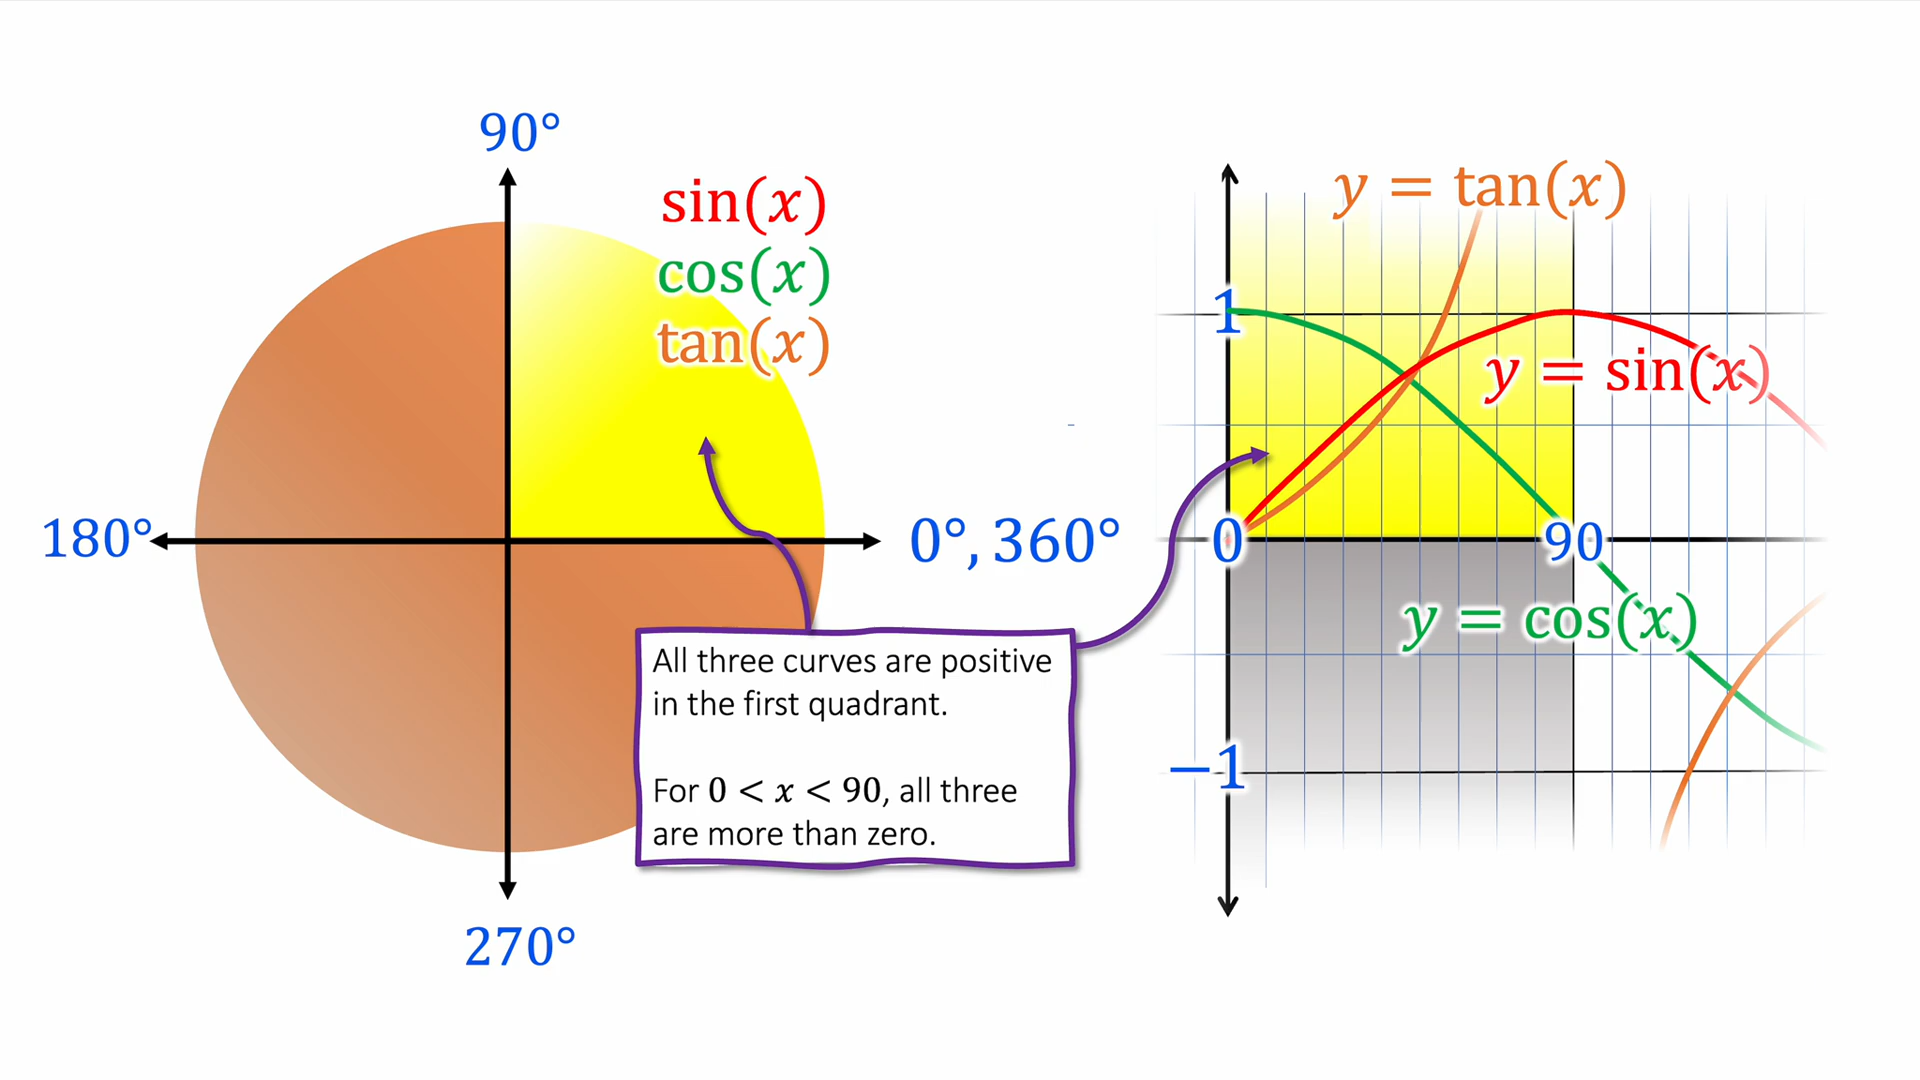 90°
sin(x)
cos(x)
tan(x)
180°
0°, 360°
270°
All three curves are positive
in the first quadrant.
For 0 < x < 90, all three
are more than zero.
y = tan(x)
1
y = sin(x)
0
90
y = cos(x)
−1